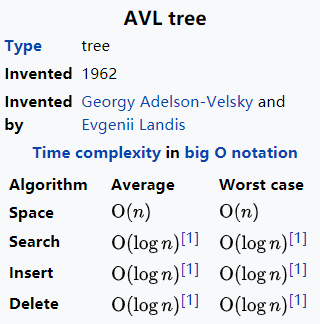 AVL tree
Type tree
Invented 1962
Invented by Georgy Adelson-Velsky and Evgenii Landis
Time complexity in big O notation
Algorithm Average Worst case
Space O(n) O(n)
Search O(log n)[1] O(log n)[1]
Insert O(log n)[1] O(log n)[1]
Delete O(log n)[1] O(log n)[1]